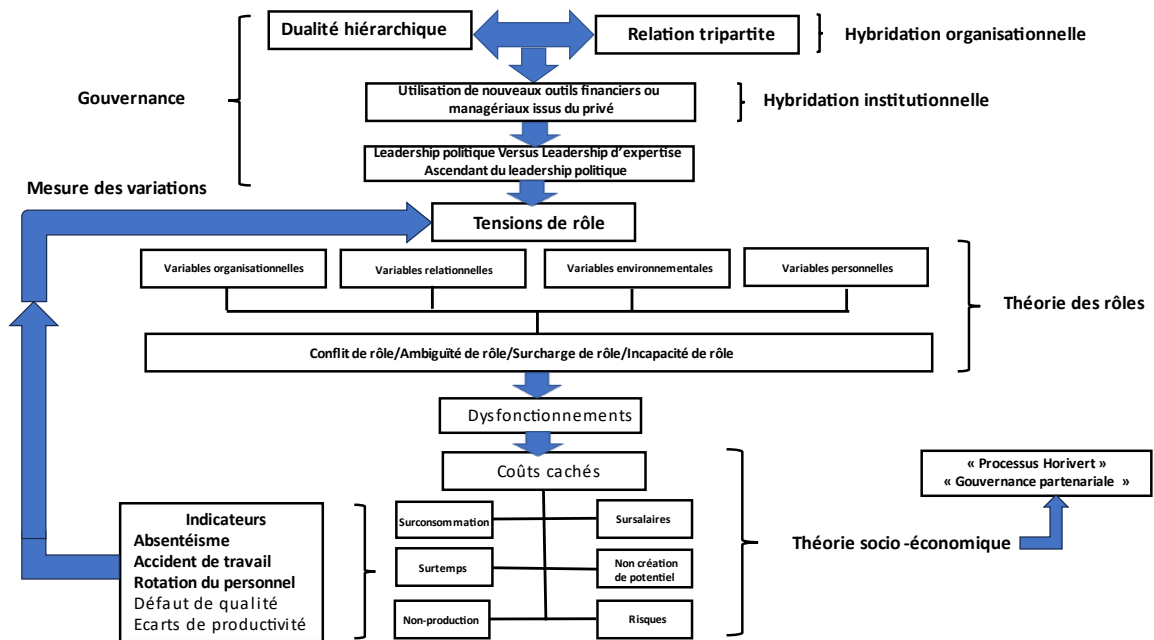 Dualité hiérarchique
Relation tripartite
Hybridation organisationnelle
Gouvernance
Utilisation de nouveaux outils financiers ou
managériaux issus du privé
Hybridation institutionnelle
Leadership politique Versus Leadership d’expertise
Ascendant du leadership politique
Mesure des variations
Tensions de rôle
Variables organisationnelles
Variables relationnelles
Variables environnementales
Variables personnelles
Théorie des rôles
Conflit de rôle/Ambiguïté de rôle/Surcharge de rôle/Incapacité de rôle
Dysfonctionnements
Coûts cachés
« Processus Horivert »
« Gouvernance partenariale »
Indicateurs
Absentéisme
Accident de travail
Rotation du personnel
Défaut de qualité
Ecarts de productivité
Surconsommation
Sursalaires
Surtemps
Non création
de potentiel
Non-production
Risques
Théorie socio -économique